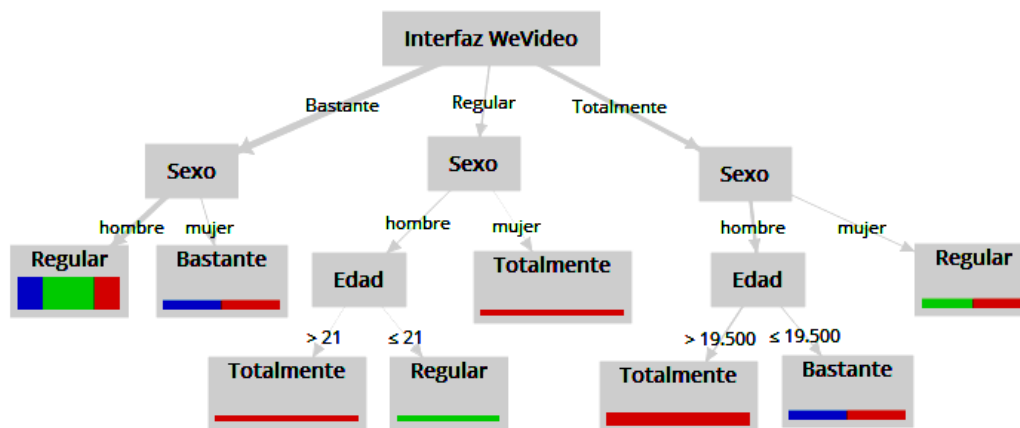 Interfaz WeVideo
Bastante
Regular
Totalmente
Sexo
Sexo
Sexo
hombre
mujer
hombre
mujer
hombre
mujer
Regular
Bastante
Edad
Totalmente
Edad
Regular
> 21
≤ 21
> 19.500
≤ 19.500
Totalmente
Regular
Totalmente
Bastante